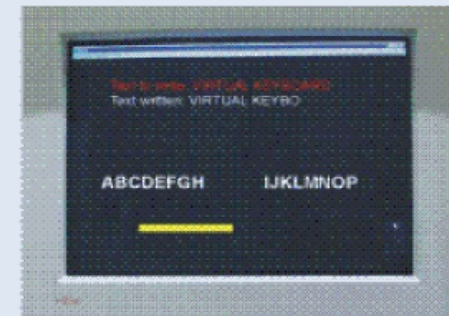 Text to write: VIRTUAL KEYBOARD
Text written: VIRTUAL KEYBO
ABCDEFGH IJKLMNOP